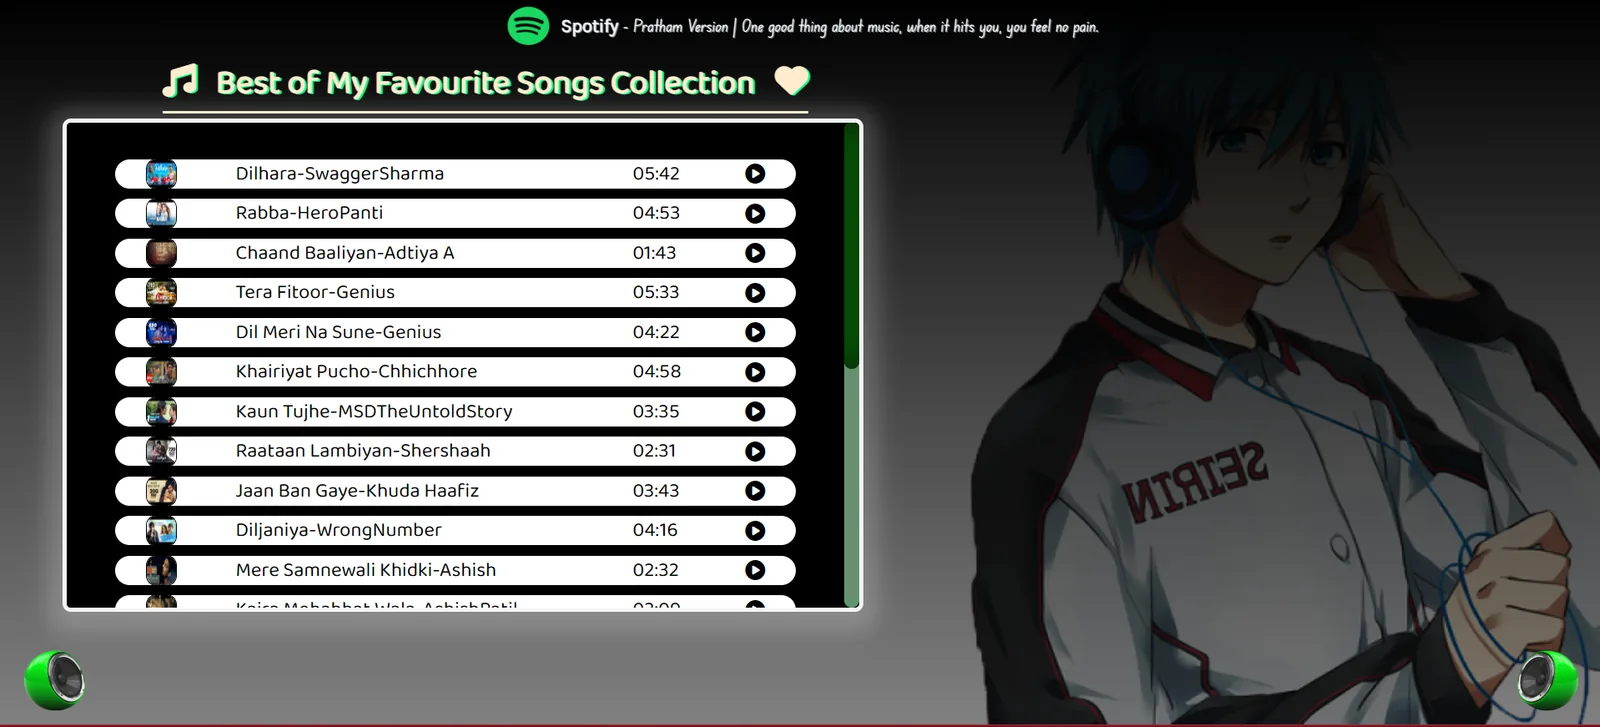 Spotify - Pratham Version | One good thing about music, when it hits you, you feel no pain.
Best of My Favourite Songs Collection
Dilhara-SwaggerSharma 05:42
Rabba-HeroPanti 04:53
Chaand Baaliyan-Adtiya A 01:43
Tera Fitoor-Genius 05:33
Dil Meri Na Sune-Genius 04:22
Khairiyat Pucho-Chhichhore 04:58
Kaun Tujhe-MSDTheUntoldStory 03:35
Raataan Lambiyan-Shershaah 02:31
Jaan Ban Gaye-Khuda Haafiz 03:43
Diljaniya-WrongNumber 04:16
Mere Samnewali Khidki-Ashish 02:32
SEIRIN